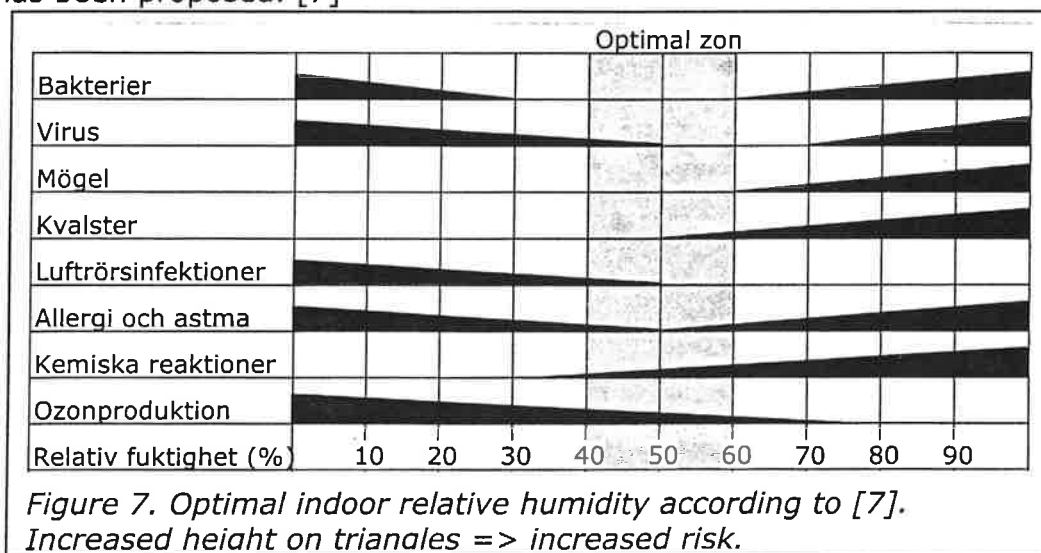 has been proposed. [7]
Optimal zon
Bakterier
Virus
Mögel
Kvalster
Luftrörsinfektioner
Allergi och astma
Kemiska reaktioner
Ozonproduktion
Relativ fuktighet (%) 10 20 30 40 50 60 70 80 90
Figure 7. Optimal indoor relative humidity according to [7].
Increased height on triangles => increased risk.